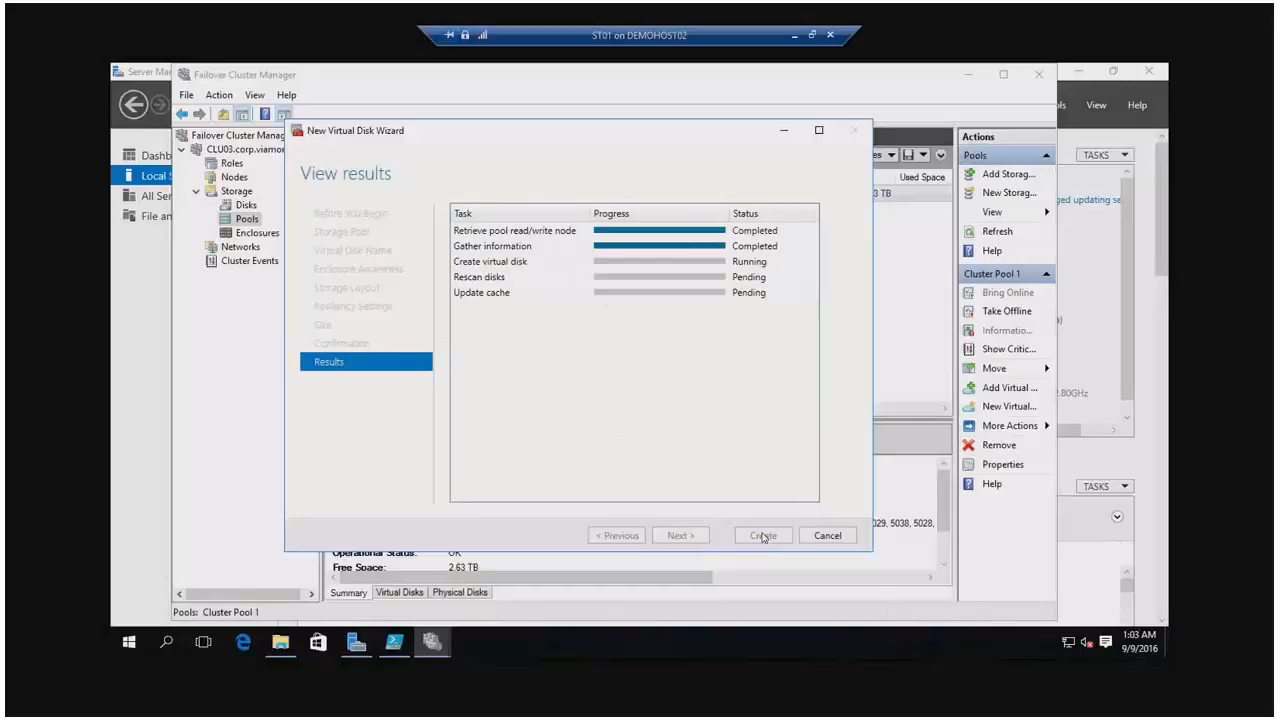 ST01 on DEMOHOST02
Server Ma
Failover Cluster Manager
File Action View Help
View Help
Failover Cluster Manag
CLU03.corp.viamor
Roles
Nodes
Storage
Disks
Pools
Enclosures
Networks
Cluster Events
Dashb
Local S
All Ser
File an
New Virtual Disk Wizard
View results
Before You Begin
Storage Pool
Virtual Disk Name
Enclosure Awareness
Storage Layout
Resiliency Settings
Size
Confirmation
Results
Task Progress Status
Retrieve pool read/write node Completed
Gather information Completed
Create virtual disk Running
Rescan disks Pending
Update cache Pending
< Previous Next > Create Cancel
Used Space
3 TB
029, 5038, 5028,
Operational Status: OK
Free Space: 2.63 TB
Summary Virtual Disks Physical Disks
Pools: Cluster Pool 1
Actions
Pools
Add Storag...
New Storag...
View
Refresh
Help
Cluster Pool 1
Bring Online
Take Offline
Informatio...
Show Critic...
Move
Add Virtual ...
New Virtual...
More Actions
Remove
Properties
Help
TASKS
ged updating se
2.80GHz
TASKS
1:03 AM
9/9/2016